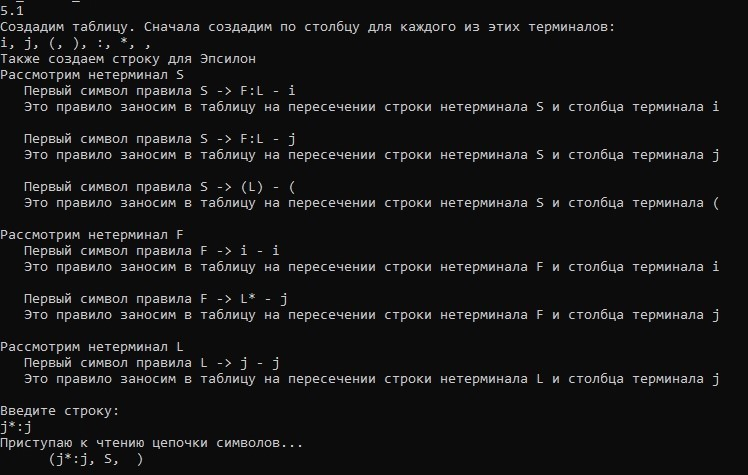 5.1
Создадим таблицу. Сначала создадим по столбцу для каждого из этих терминалов:
i, j, (, ), :, *, ,
Также создаем строку для Эпсилон
Рассмотрим нетерминал S
Первый символ правила S -> F:L - i
Это правило заносим в таблицу на пересечении строки нетерминала S и столбца терминала i
Первый символ правила S -> F:L - j
Это правило заносим в таблицу на пересечении строки нетерминала S и столбца терминала j
Первый символ правила S -> (L) - (
Это правило заносим в таблицу на пересечении строки нетерминала S и столбца терминала (
Рассмотрим нетерминал F
Первый символ правила F -> i - i
Это правило заносим в таблицу на пересечении строки нетерминала F и столбца терминала i
Первый символ правила F -> L* - j
Это правило заносим в таблицу на пересечении строки нетерминала F и столбца терминала j
Рассмотрим нетерминал L
Первый символ правила L -> j - j
Это правило заносим в таблицу на пересечении строки нетерминала L и столбца терминала j
Введите строку:
j*:j
Приступаю к чтению цепочки символов...
(j*:j, S,  )